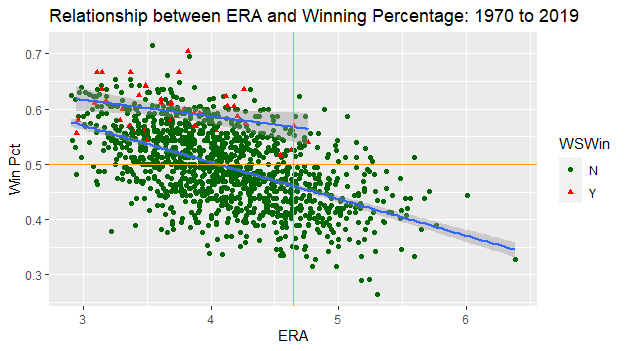 Relationship between ERA and Winning Percentage: 1970 to 2019
Win Pct
0.7
0.6
0.5
0.4
0.3
3
4
5
6
ERA
WSWin
N
Y